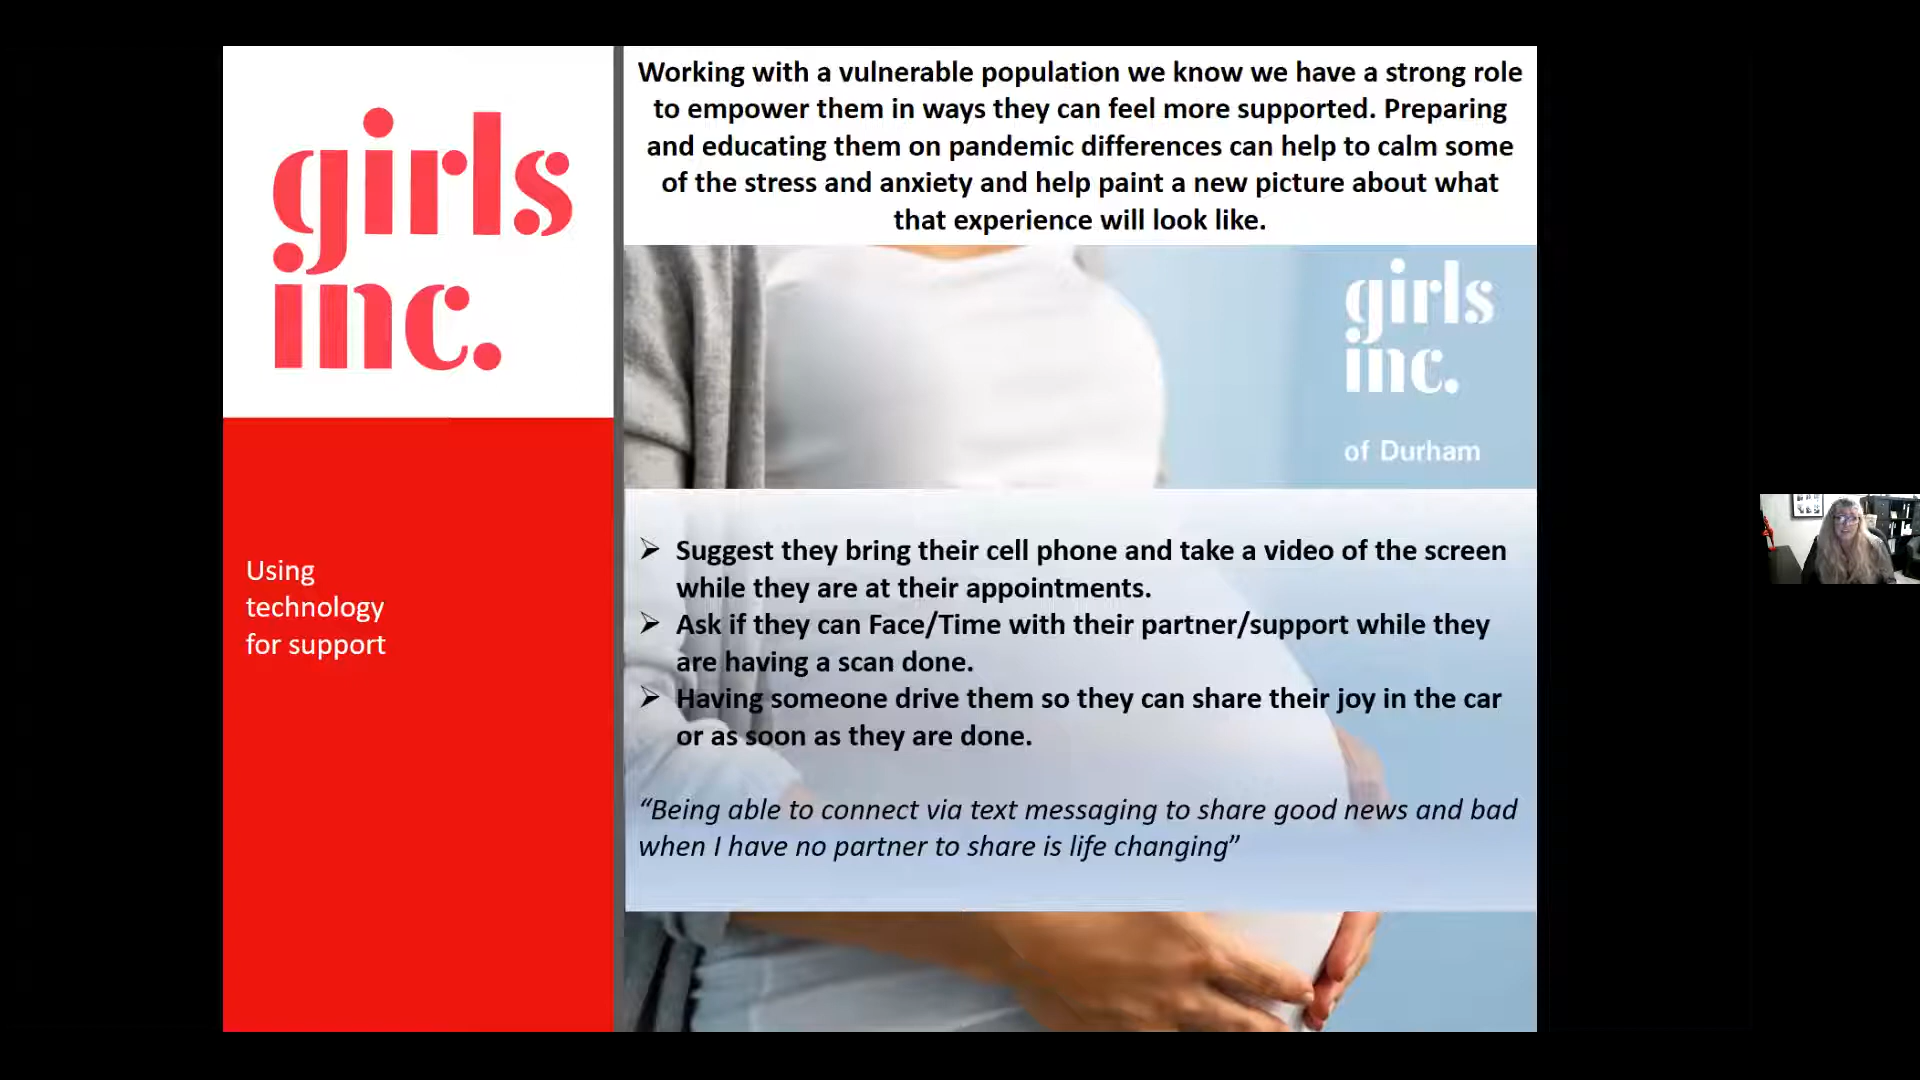 girls
inc.
Using
technology
for support
Working with a vulnerable population we know we have a strong role
to empower them in ways they can feel more supported. Preparing
and educating them on pandemic differences can help to calm some
of the stress and anxiety and help paint a new picture about what
that experience will look like.
girls
inc.
of Durham
➢ Suggest they bring their cell phone and take a video of the screen
while they are at their appointments.
➢ Ask if they can Face/Time with their partner/support while they
are having a scan done.
➢ Having someone drive them so they can share their joy in the car
or as soon as they are done.
“Being able to connect via text messaging to share good news and bad
when I have no partner to share is life changing”